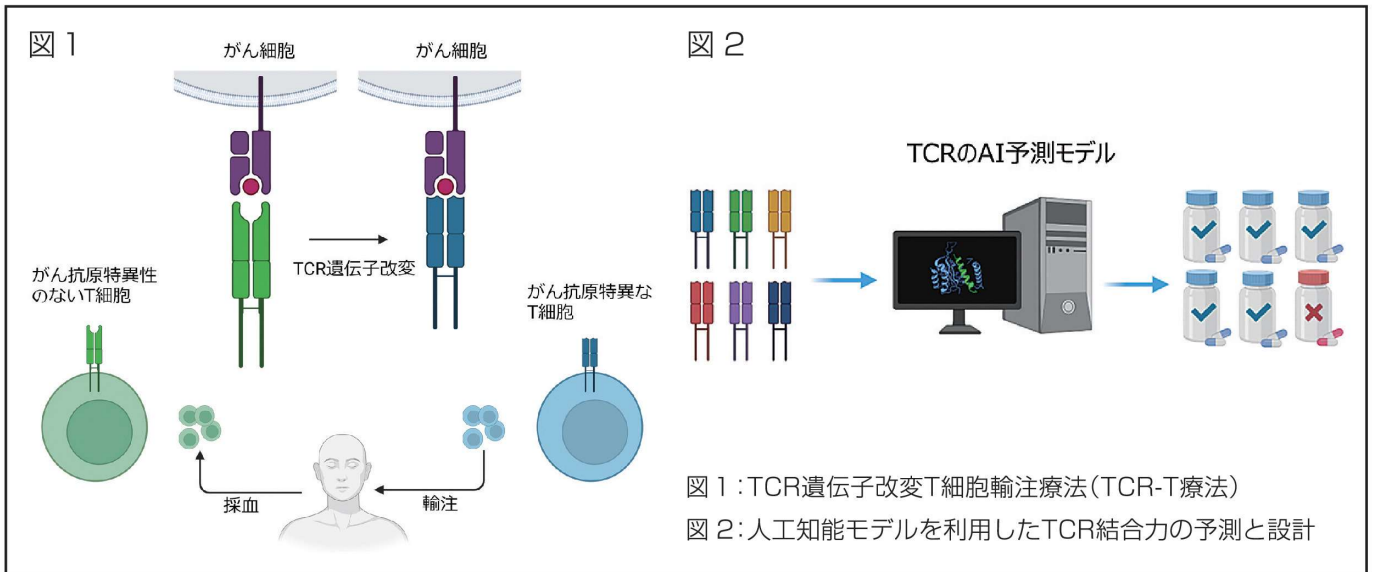 図1
がん細胞
がん細胞
TCR遺伝子改変
がん抗原特異性
のないT細胞
がん抗原特異な
T細胞
採血
輸注
図2
TCRのAI予測モデル
図1:TCR遺伝子改変T細胞輸注療法(TCR-T療法)
図2:人工知能モデルを利用したTCR結合力の予測と設計